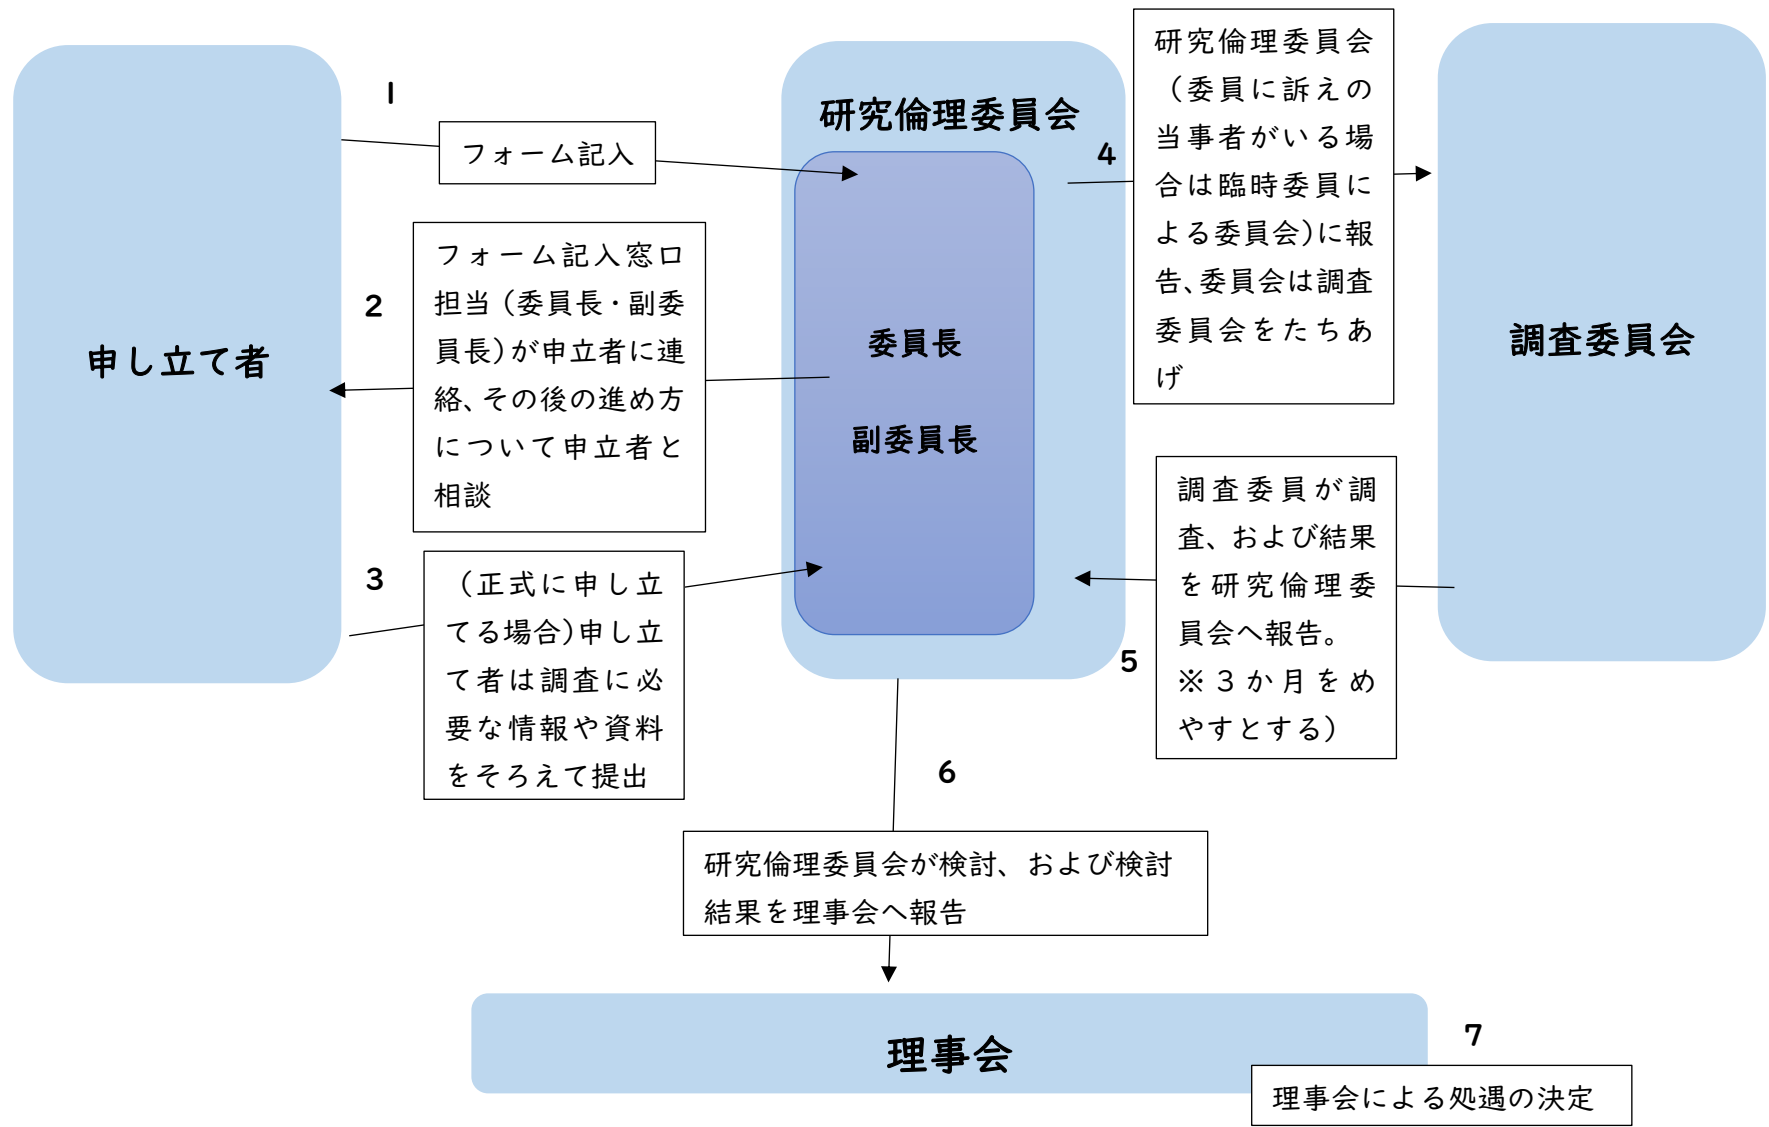 申し立て者
1
フォーム記入
2
フォーム記入窓口
担当（委員長・副委
員長）が申立者に連
絡、その後の進め方
について申立者と
相談
3
（正式に申し立
てる場合）申し立
て者は調査に必
要な情報や資料
をそろえて提出
研究倫理委員会
委員長
副委員長
4
研究倫理委員会
（委員に訴えの
当事者がいる場
合は臨時委員に
よる委員会）に報
告、委員会は調査
委員会をたちあ
げ
調査委員会
5
調査委員が調
査、および結果
を研究倫理委
員会へ報告。
※３か月をめ
やすとする）
6
研究倫理委員会が検討、および検討
結果を理事会へ報告
理事会
7
理事会による処遇の決定